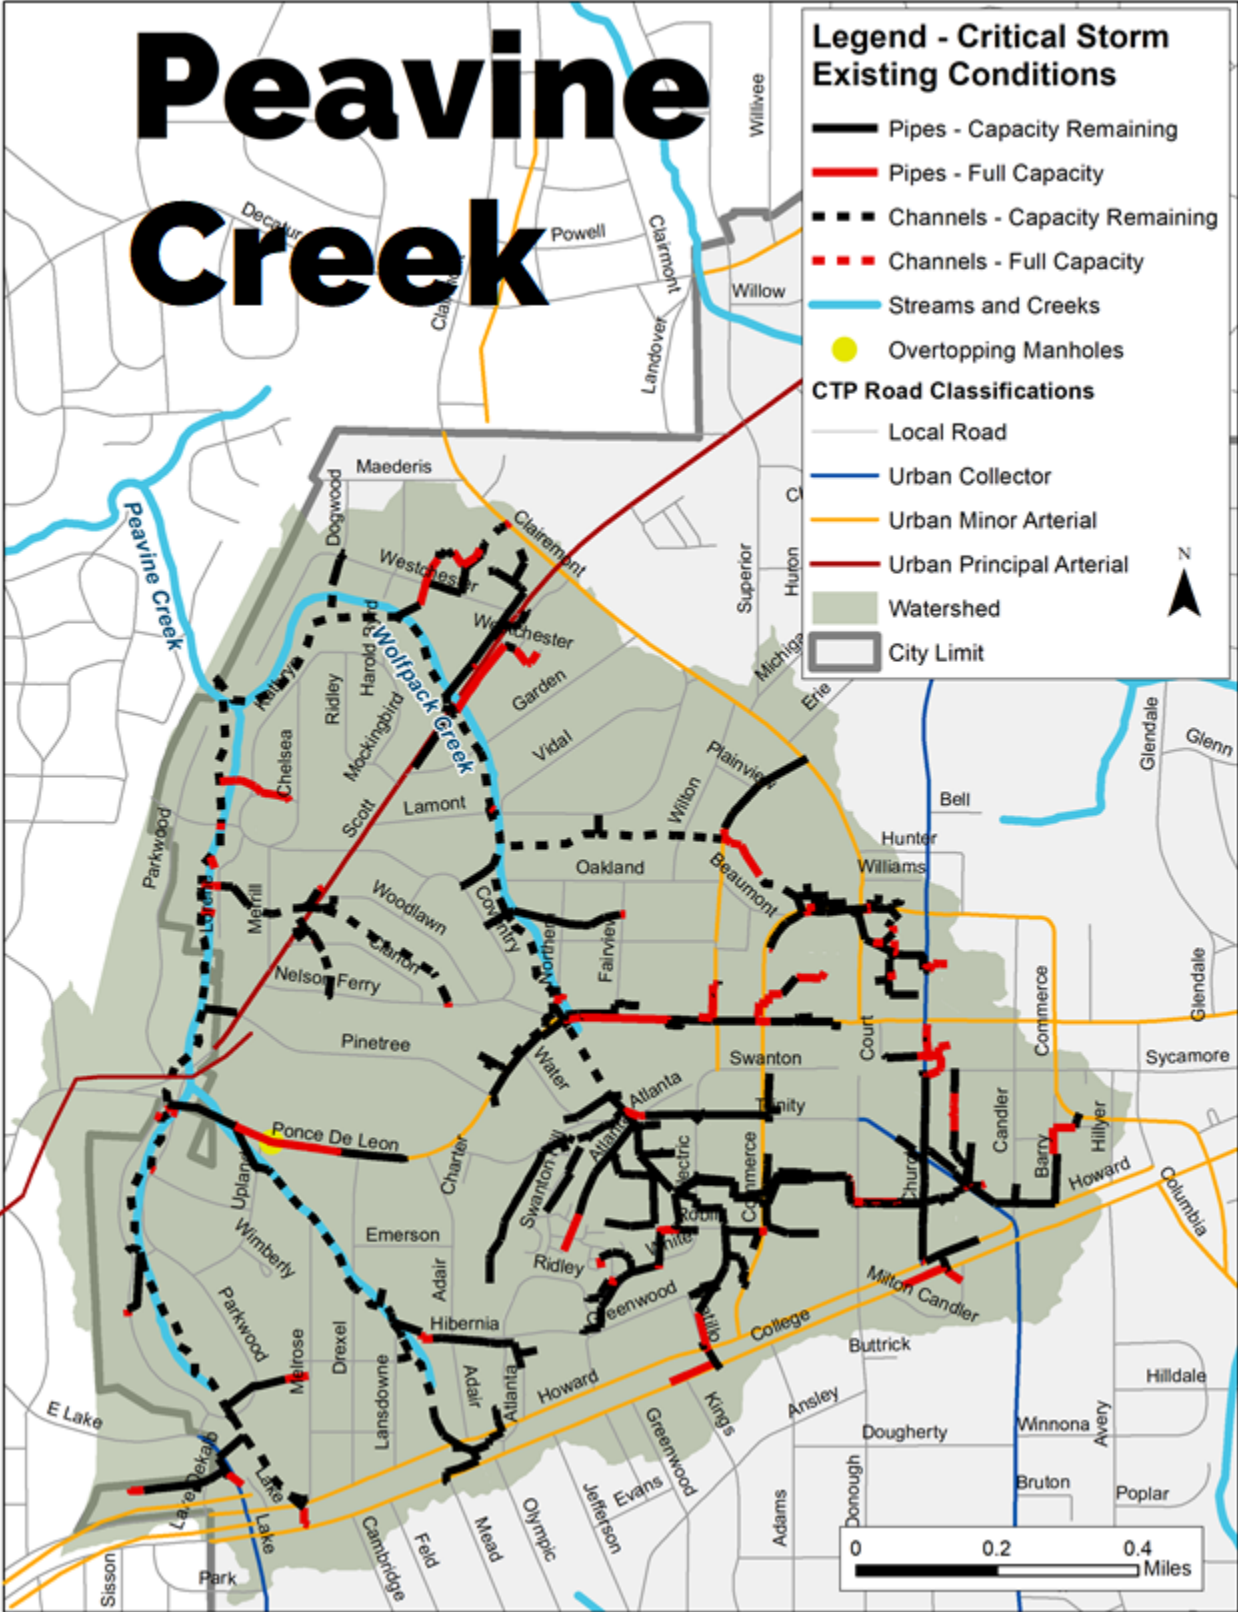 Peavine
Creek
Legend - Critical Storm
Existing Conditions
Pipes - Capacity Remaining
Pipes - Full Capacity
Channels - Capacity Remaining
Channels - Full Capacity
Streams and Creeks
Overtopping Manholes
CTP Road Classifications
Local Road
Urban Collector
Urban Minor Arterial
Urban Principal Arterial
Watershed
City Limit
N
Willivee
Decatur
Powell
Clairmont
Willow
Landover
Maederis
Dogwood
Clairemont
Peavine Creek
Westchester
Superior
Huron
Westchester
Harold Byrd
Wolfpack Creek
Michiga
Erie
Kathryn
Ridley
Garden
Mockingbird
Chelsea
Vidal
Plainview
Glendale
Glenn
Scott
Lamont
Wilton
Bell
Parkwood
Hunter
Oakland
Beaumont
Williams
Merrill
Woodlawn
Coventry
Clarion
Northern
Fairview
Nelson Ferry
Glendale
Commerce
Court
Pinetree
Water
Swanton
Sycamore
Atlanta
Trinity
Candler
Hillyer
Ponce De Leon
Charter
Atlanta
Barry
Howard
Swanton Hill
Electric
Commerce
Church
Columbia
Upland
Robin
Wimberly
Emerson
White
Ridley
Adair
Milton Candler
Greenwood
Parkwood
Hibernia
College
Buttrick
Melrose
Drexel
Lansdowne
Adair
Atlanta
Howard
Hilldale
E Lake
Kings
Ansley
Avery
Winnona
Dougherty
Greenwood
Evans
Jefferson
Bruton
Poplar
Lake
Lake
Adams
Donough
Olympic
Mead
Feld
Cambridge
Sisson
Park
0 0.2 0.4
Miles